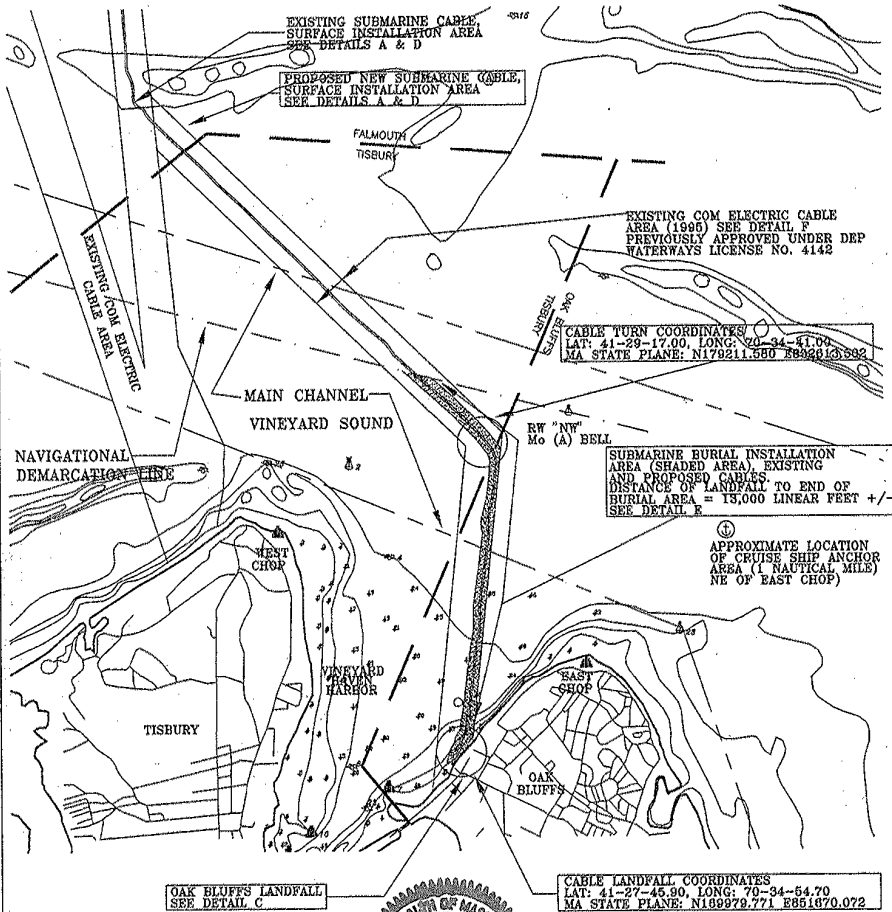 EXISTING SUBMARINE CABLE,
SURFACE INSTALLATION AREA
SEE DETAILS A & D
PROPOSED NEW SUBMARINE CABLE,
SURFACE INSTALLATION AREA
SEE DETAILS A & D
FALMOUTH
TISBURY
EXISTING COM ELECTRIC CABLE
AREA (1995) SEE DETAIL F
PREVIOUSLY APPROVED UNDER DEP
WATERWAYS LICENSE NO. 4142
EXISTING COM ELECTRIC
CABLE AREA
OAK BLUFFS
TISBURY
CABLE TURN COORDINATES
LAT: 41-29-17.00, LONG: 70-34-41.00
MA STATE PLANE: N179211.580
MAIN CHANNEL
VINEYARD SOUND
RW "NW"
Mo (A) BELL
NAVIGATIONAL
DEMARCATION LINE
SUBMARINE BURIAL INSTALLATION
AREA (SHADED AREA), EXISTING
AND PROPOSED CABLES.
DISTANCE OF LANDFALL TO END OF
BURIAL AREA = 13,000 LINEAR FEET +/-
SEE DETAIL E
2
APPROXIMATE LOCATION
OF CRUISE SHIP ANCHOR
AREA (1 NAUTICAL MILE)
NE OF EAST CHOP)
WEST
CHOP
EAST
CHOP
VINEYARD
HAVEN
HARBOR
TISBURY
OAK
BLUFFS
OAK BLUFFS LANDFALL
SEE DETAIL C
CABLE LANDFALL COORDINATES
LAT: 41-27-45.90, LONG: 70-34-54.70
MA STATE PLANE: N169979.771 E851670.072